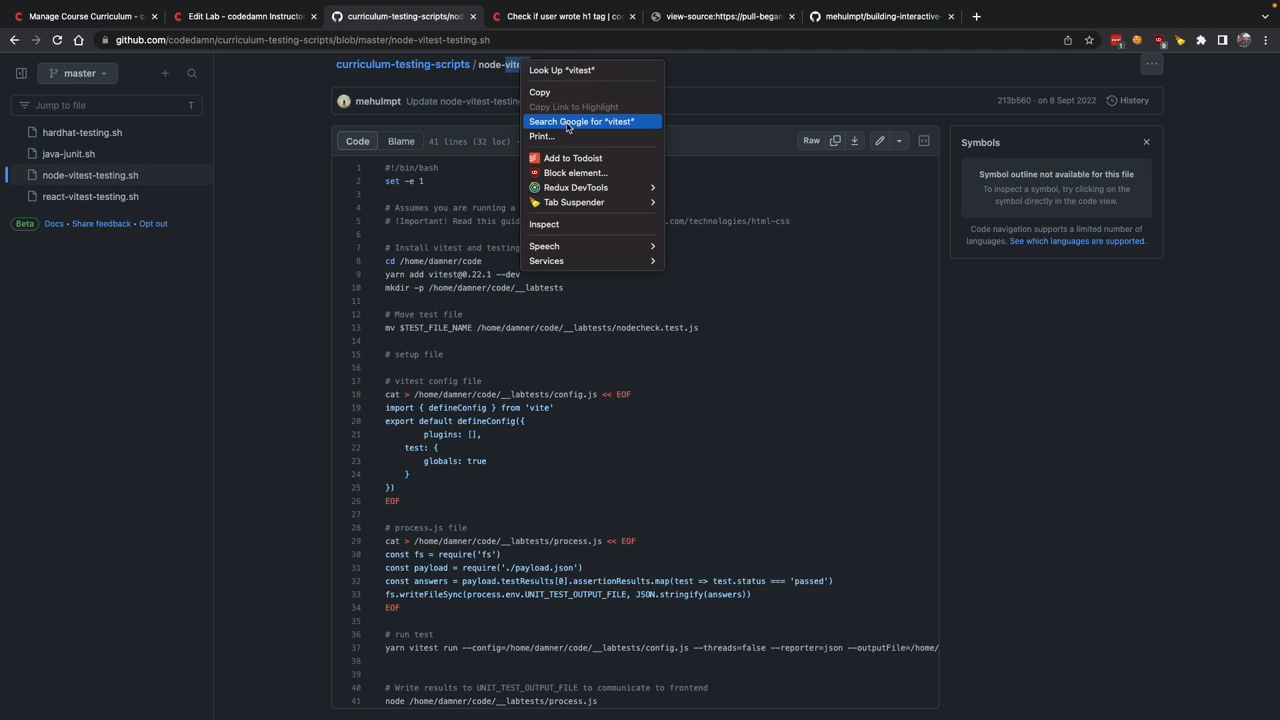 Manage Course Curriculum - c
Edit Lab - codedamn Instructor
curriculum-testing-scripts/nod
Check if user wrote h1 tag | co
view-source:https://pull-began
mehulmpt/building-interactive-
github.com/codedamn/curriculum-testing-scripts/blob/master/node-vitest-testing.sh
1
9
master
Jump to file
T
hardhat-testing.sh
java-junit.sh
node-vitest-testing.sh
react-vitest-testing.sh
Beta Docs • Share feedback • Opt out
curriculum-testing-scripts / node-vite
mehulmpt Update node-vitest-testing
213b560 · on 8 Sept 2022 History
Code Blame 41 lines (32 loc) ·
Raw
1 #!/bin/bash
2 set -e 1
3
4 # Assumes you are running a
5 # !Important! Read this guid com/technologies/html-css
6
7 # Install vitest and testing
8 cd /home/damner/code
9 yarn add vitest@0.22.1 --dev
10 mkdir -p /home/damner/code/__labtests
11
12 # Move test file
13 mv $TEST_FILE_NAME /home/damner/code/__labtests/nodecheck.test.js
14
15 # setup file
16
17 # vitest config file
18 cat > /home/damner/code/__labtests/config.js << EOF
19 import { defineConfig } from 'vite'
20 export default defineConfig({
21 plugins: [],
22 test: {
23 globals: true
24 }
25 })
26 EOF
27
28 # process.js file
29 cat > /home/damner/code/__labtests/process.js << EOF
30 const fs = require('fs')
31 const payload = require('./payload.json')
32 const answers = payload.testResults[0].assertionResults.map(test => test.status === 'passed')
33 fs.writeFileSync(process.env.UNIT_TEST_OUTPUT_FILE, JSON.stringify(answers))
34 EOF
35
36 # run test
37 yarn vitest run --config=/home/damner/code/__labtests/config.js --threads=false --reporter=json --outputFile=/home/
38
39
40 # Write results to UNIT_TEST_OUTPUT_FILE to communicate to frontend
41 node /home/damner/code/__labtests/process.js
Look Up “vitest”
Copy
Copy Link to Highlight
Search Google for “vitest”
Print...
Add to Todoist
Block element...
Redux DevTools
Tab Suspender
Inspect
Speech
Services
Symbols
Symbol outline not available for this file
To inspect a symbol, try clicking on the
symbol directly in the code view.
Code navigation supports a limited number of
languages. See which languages are supported.